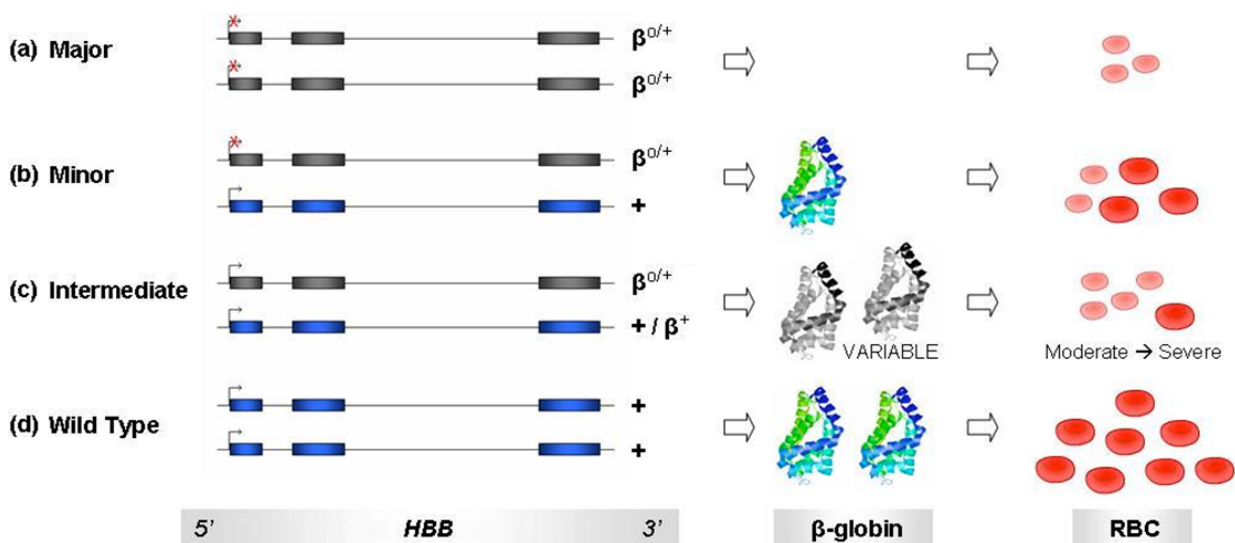 (a) Major
β⁰/⁺
β⁰/⁺
(b) Minor
β⁰/⁺
+
(c) Intermediate
β⁰/⁺
+ / β⁺
VARIABLE
Moderate → Severe
(d) Wild Type
+
+
5’ HBB 3’
β-globin
RBC